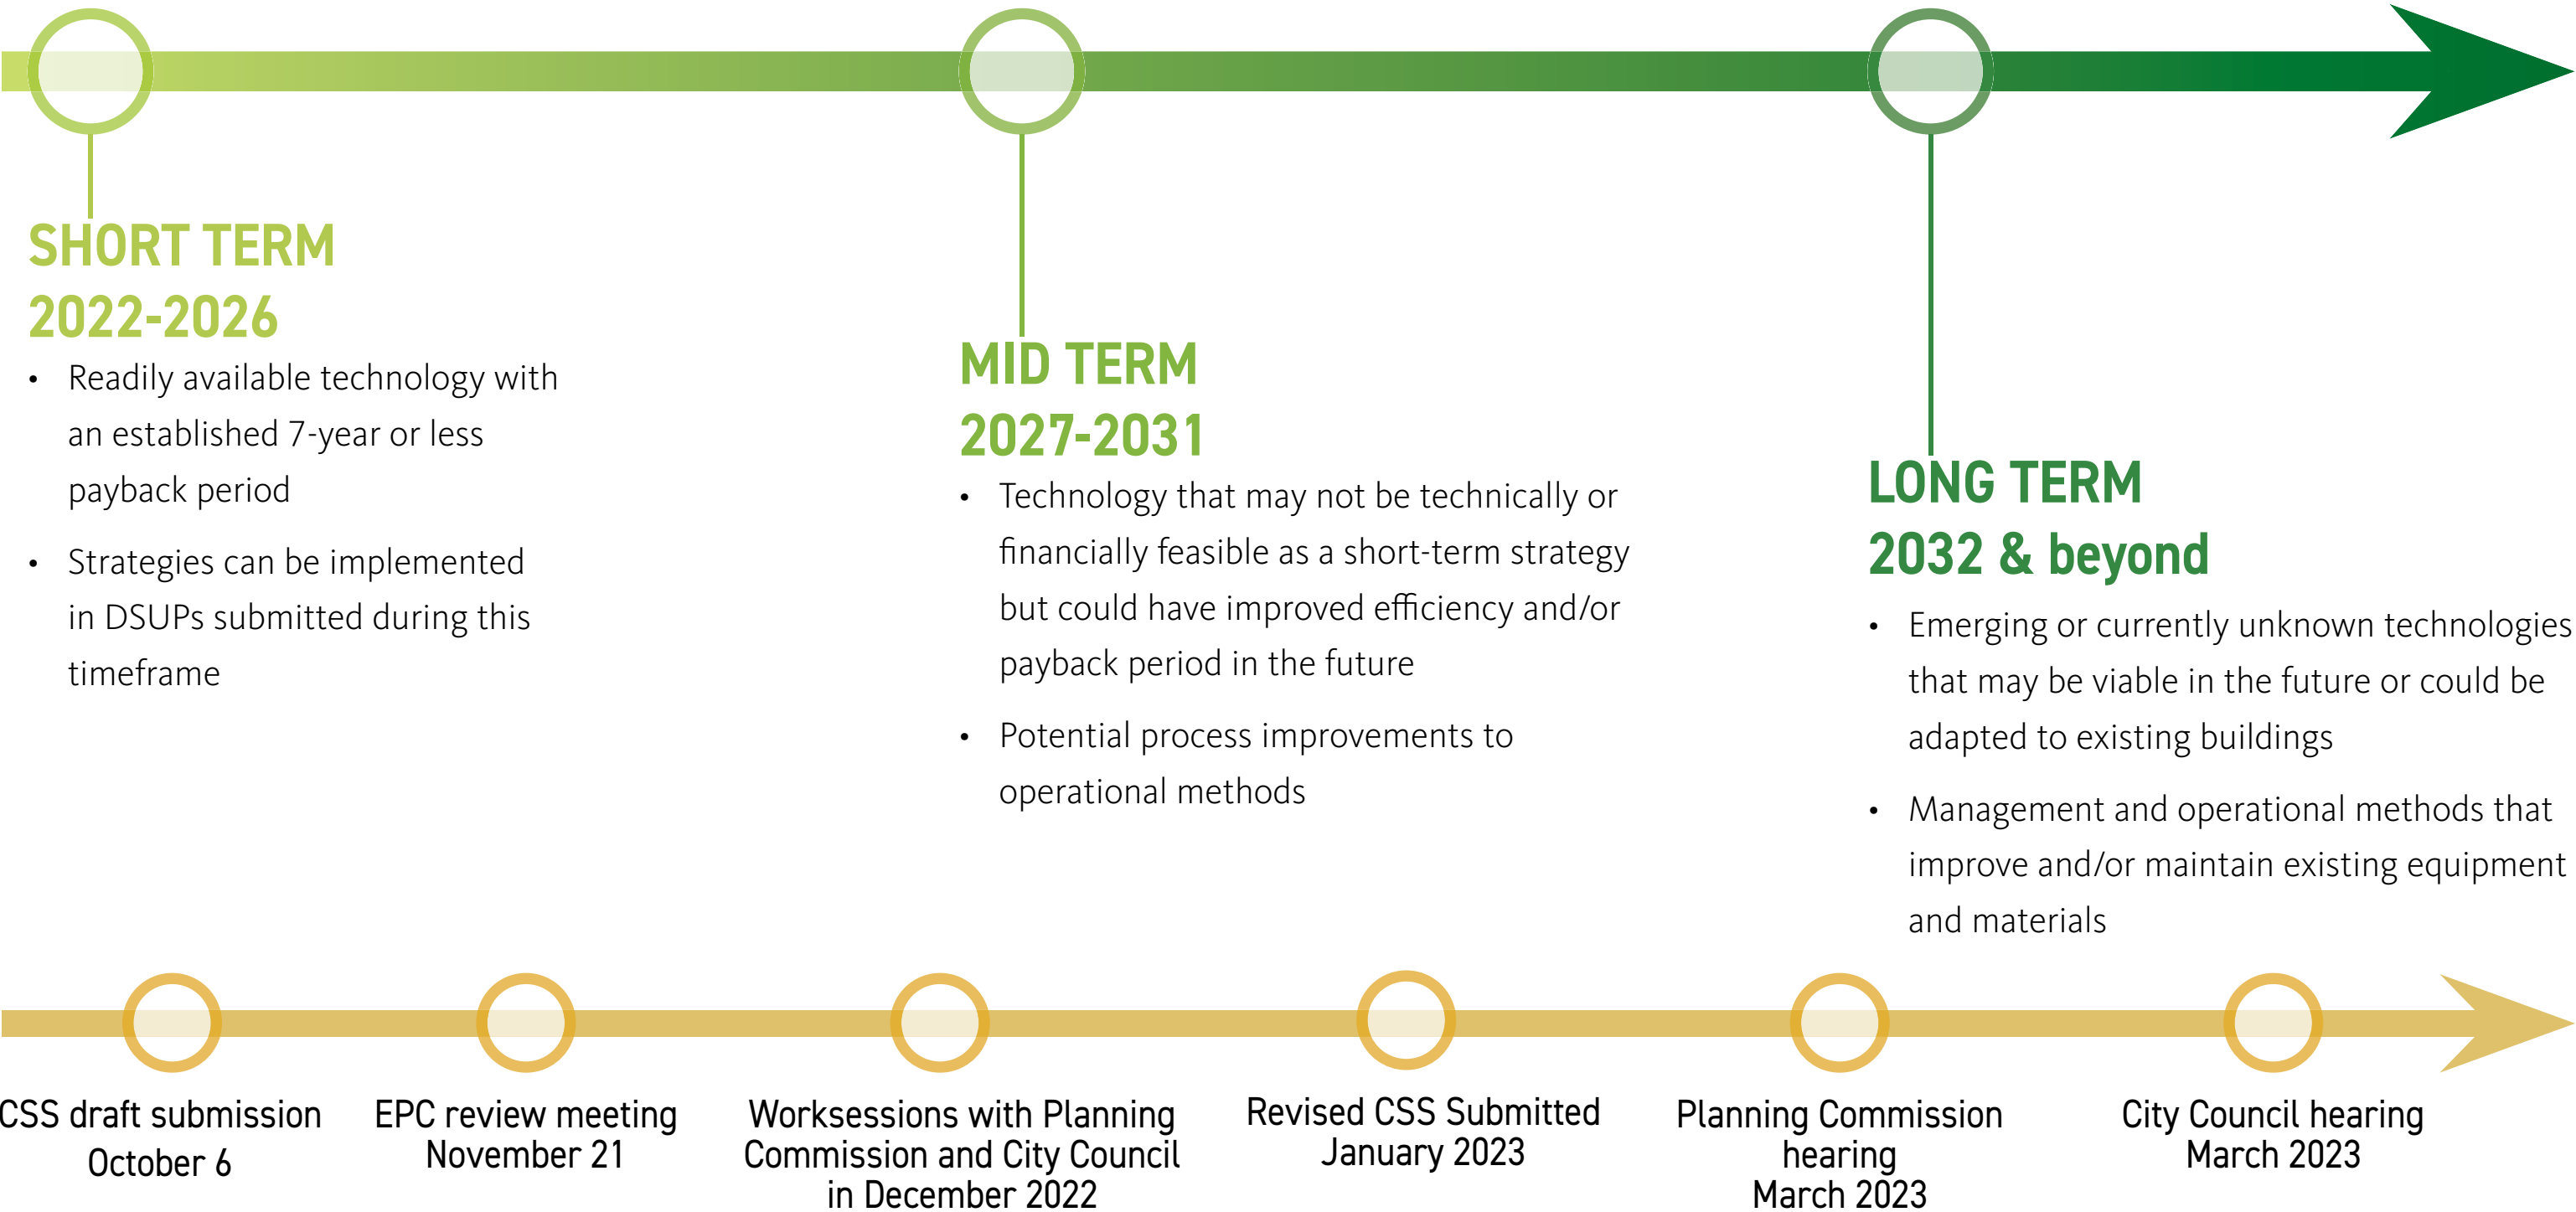 SHORT TERM
2022-2026
• Readily available technology with
an established 7-year or less
payback period
• Strategies can be implemented
in DSUPs submitted during this
timeframe
MID TERM
2027-2031
• Technology that may not be technically or
financially feasible as a short-term strategy
but could have improved efficiency and/or
payback period in the future
• Potential process improvements to
operational methods
LONG TERM
2032 & beyond
• Emerging or currently unknown technologies
that may be viable in the future or could be
adapted to existing buildings
• Management and operational methods that
improve and/or maintain existing equipment
and materials
CSS draft submission
October 6
EPC review meeting
November 21
Worksessions with Planning
Commission and City Council
in December 2022
Revised CSS Submitted
January 2023
Planning Commission
hearing
March 2023
City Council hearing
March 2023